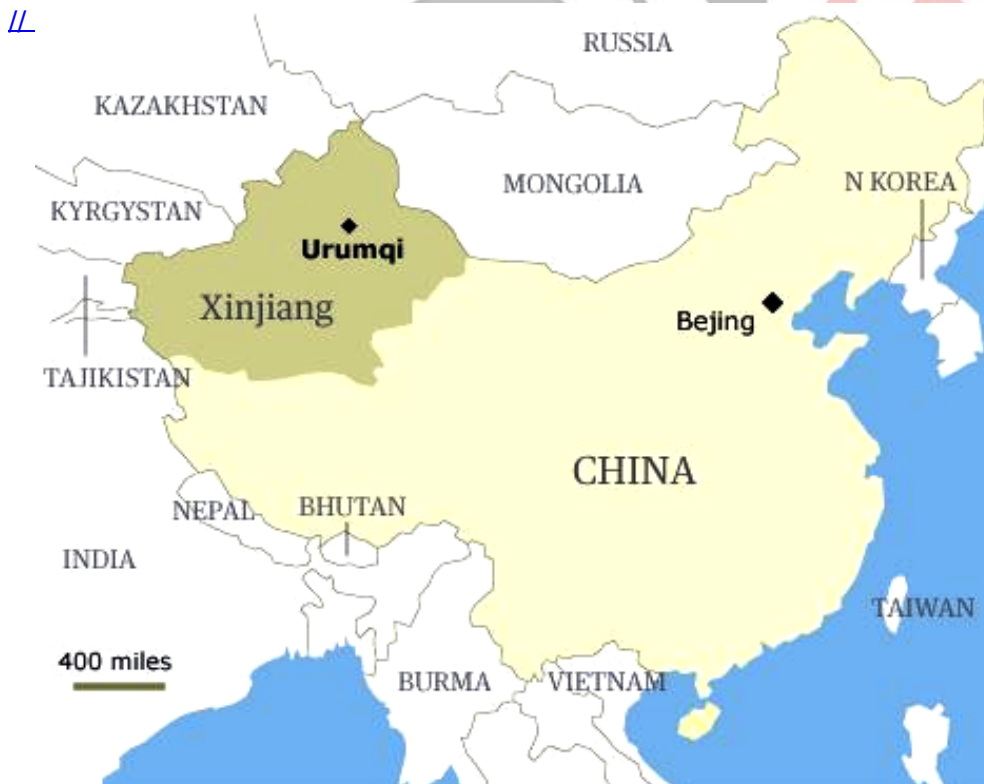 //
RUSSIA
KAZAKHSTAN
MONGOLIA
N KOREA
KYRGYSTAN
Urumqi
Xinjiang
Bejing
TAJIKISTAN
CHINA
NEPAL
BHUTAN
INDIA
TAIWAN
400 miles
BURMA
VIETNAM